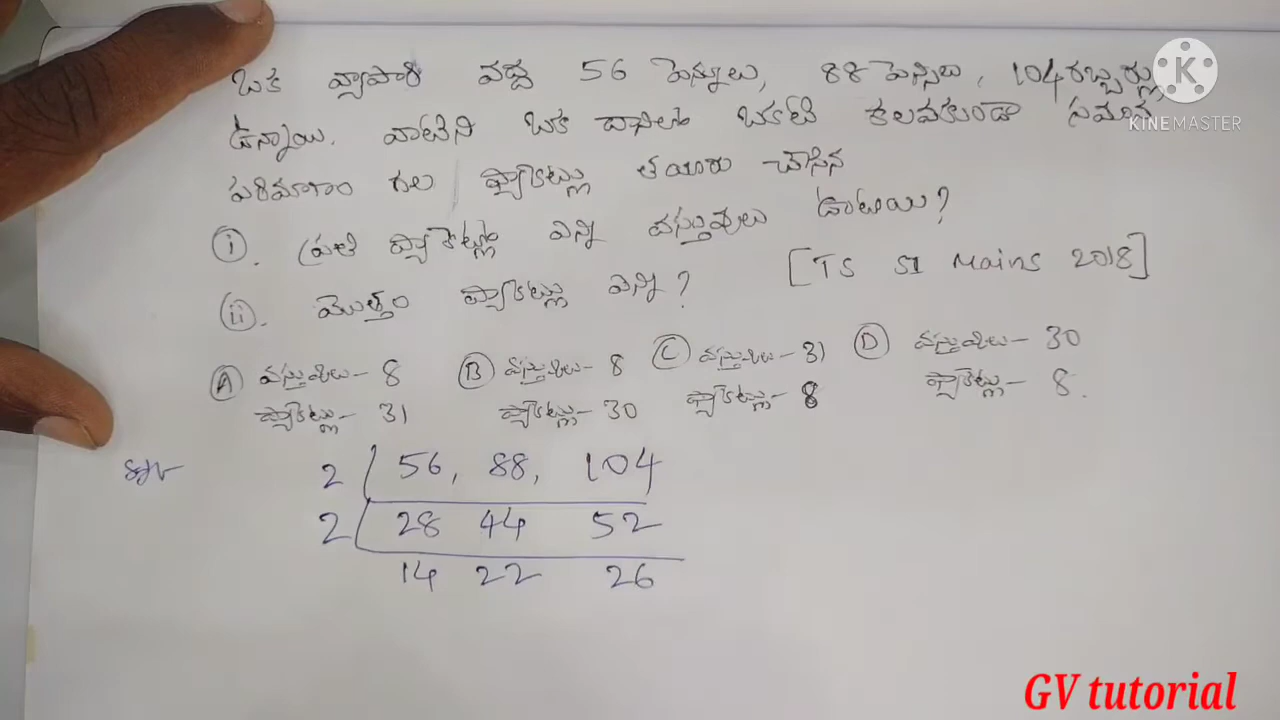 ఒక వ్యాపారి వద్ద 56 పెన్నులు, 88 పెన్సిలు, 104 రబ్బర్లు
ఉన్నాయి. వాటిని ఒక దానిలో ఒకటి కలవకుండా సమాన
పరిమాణం గల ప్యాకెట్లు తయారు చేసిన
i. ప్రతి ప్యాకెట్లో ఎన్ని వస్తువులు ఉంటాయి?
ii. మొత్తం ప్యాకెట్లు ఎన్ని? [TS SI Mains 2018]
A వస్తువులు - 8 B వస్తువులు - 8 C వస్తువులు - 31 D వస్తువులు - 30
ప్యాకెట్లు - 31 ప్యాకెట్లు - 30 ప్యాకెట్లు - 8 ప్యాకెట్లు - 8.
2 56, 88, 104
2 28 44 52
14 22 26
KINEMASTER
GV tutorial